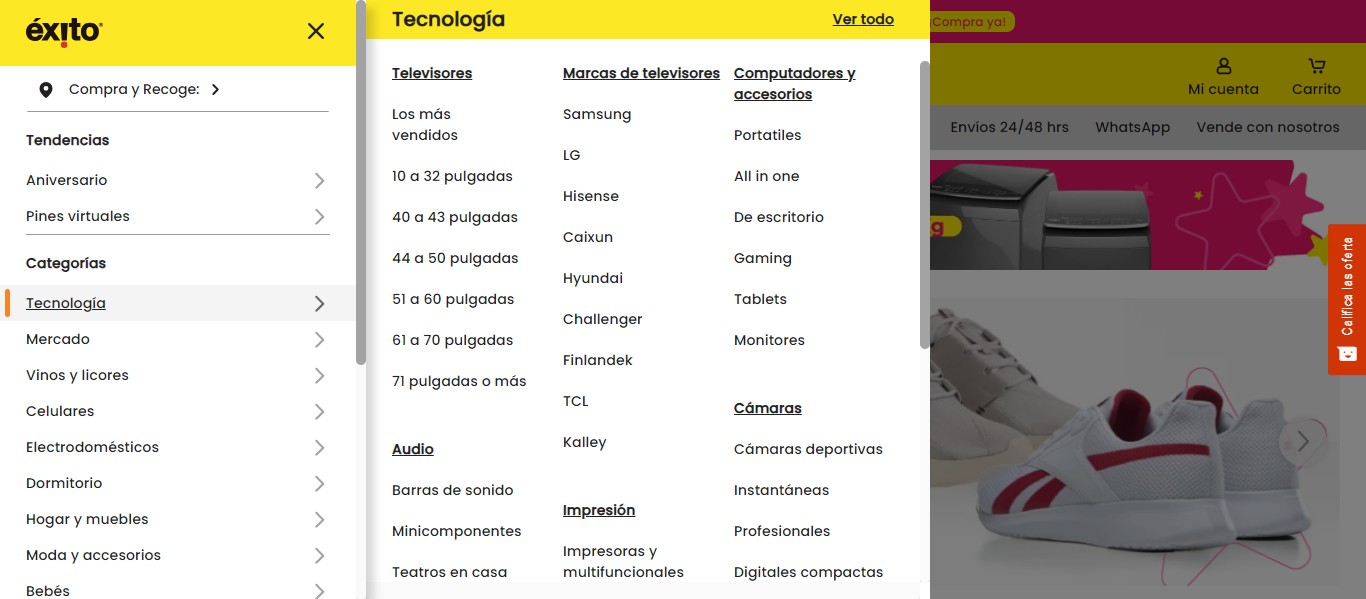 éxito
Compra y Recoge:
Tendencias
Aniversario
Pines virtuales
Categorías
Tecnología
Mercado
Vinos y licores
Celulares
Electrodomésticos
Dormitorio
Hogar y muebles
Moda y accesorios
Bebés
Tecnología
Ver todo
Televisores
Los más
vendidos
10 a 32 pulgadas
40 a 43 pulgadas
44 a 50 pulgadas
51 a 60 pulgadas
61 a 70 pulgadas
71 pulgadas o más
Audio
Barras de sonido
Minicomponentes
Teatros en casa
Marcas de televisores
Samsung
LG
Hisense
Caixun
Hyundai
Challenger
Finlandek
TCL
Kalley
Impresión
Impresoras y
multifuncionales
Computadores y
accesorios
Portatiles
All in one
De escritorio
Gaming
Tablets
Monitores
Cámaras
Cámaras deportivas
Instantáneas
Profesionales
Digitales compactas
¡Compra ya!
Mi cuenta
Carrito
Envíos 24/48 hrs
WhatsApp
Vende con nosotros
Califica las oferta